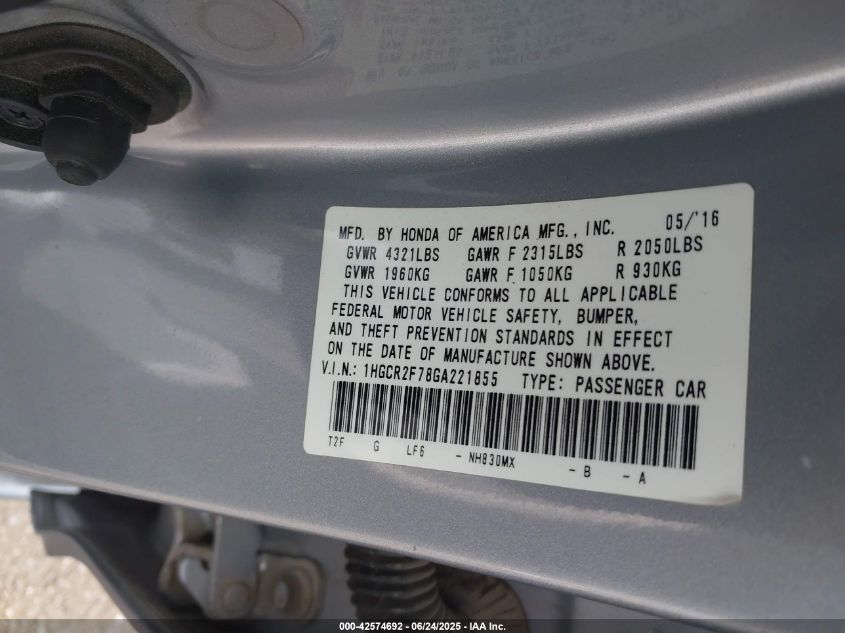 MFD. BY HONDA OF AMERICA MFG., INC. 05/'16
GVWR 4321LBS GAWR F 2315LBS R 2050LBS
GVWR 1960KG GAWR F 1050KG R 930KG
THIS VEHICLE CONFORMS TO ALL APPLICABLE
FEDERAL MOTOR VEHICLE SAFETY, BUMPER,
AND THEFT PREVENTION STANDARDS IN EFFECT
ON THE DATE OF MANUFACTURE SHOWN ABOVE.
V.I.N.: 1HGCR2F78GA221855 TYPE: PASSENGER CAR
T2F G LF6 - NH830MX - B - A
000-42574692 - 06/24/2025 - IAA Inc.